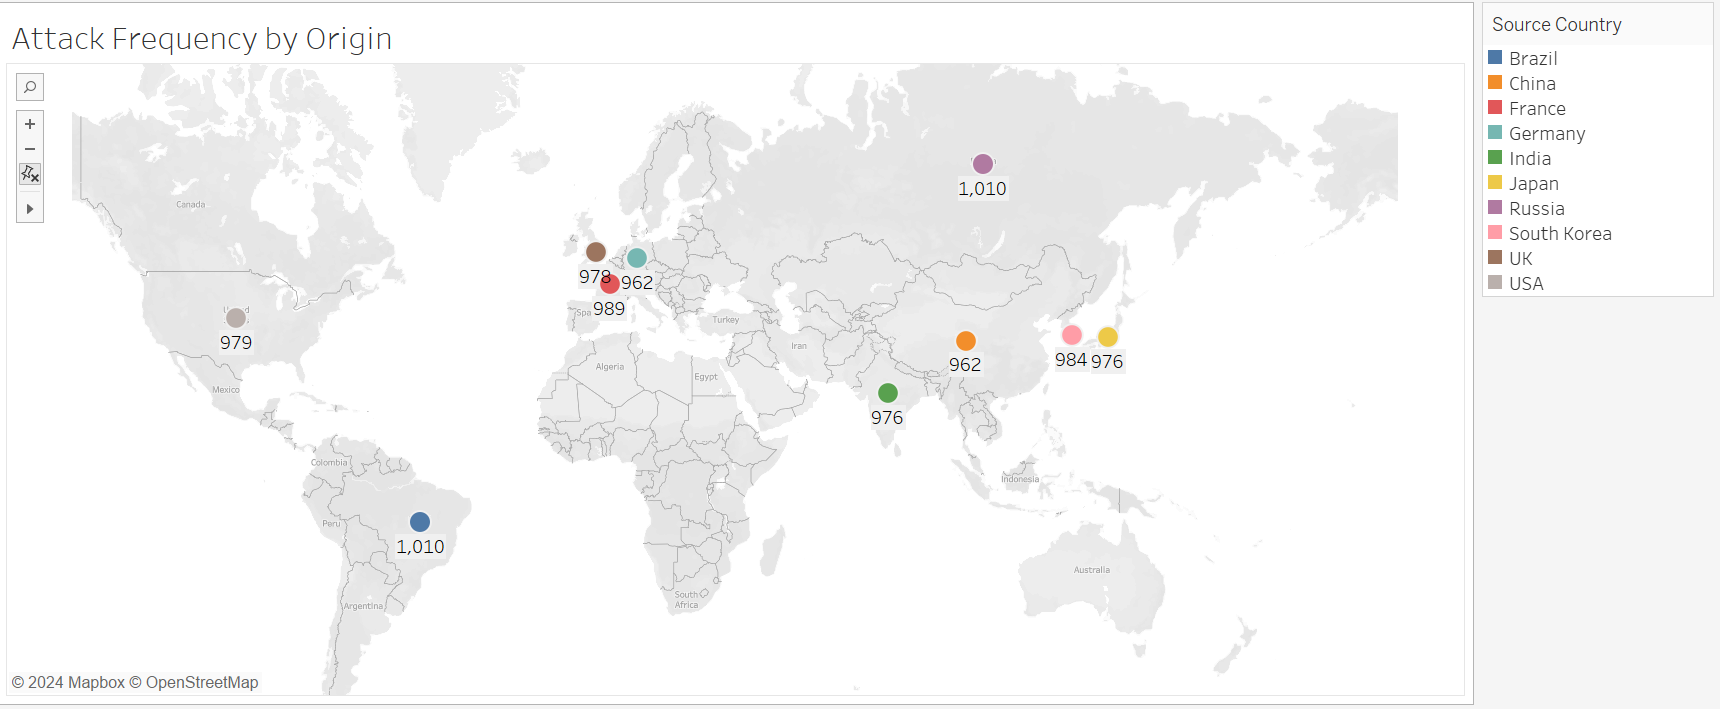 Attack Frequency by Origin
Canada
1,010
978
962
989
Spa
Turkey
979
Iran
962
984
976
Mexico
Algeria
Egypt
976
Colombia
Indonesia
Peru
1,010
Australia
Argentina
South
Africa
© 2024 Mapbox © OpenStreetMap
Source Country
Brazil
China
France
Germany
India
Japan
Russia
South Korea
UK
USA